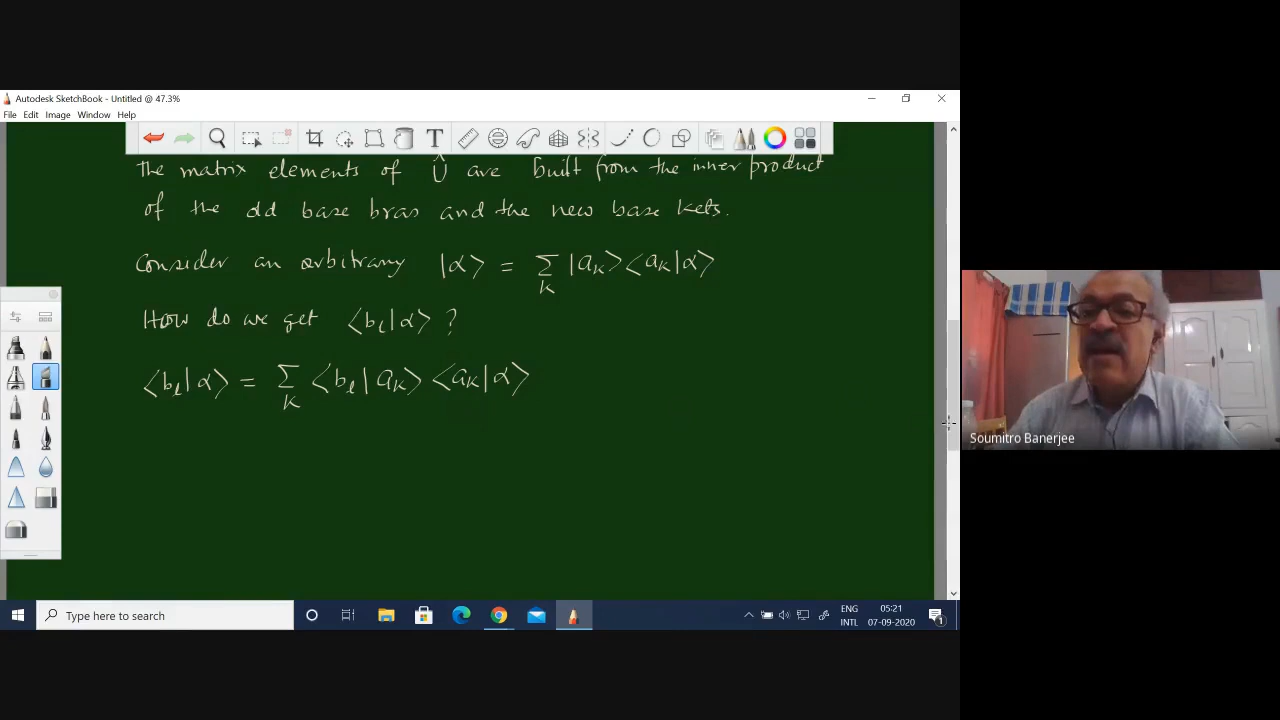 Autodesk SketchBook - Untitled @ 47.3%
File Edit Image Window Help
The matrix elements of Û are built from the inner product
of the old base bras and the new base kets.
Consider an arbitrary |α⟩ = Σ_k |a_k⟩⟨a_k|α⟩
How do we get ⟨b_l|α⟩ ?
⟨b_l|α⟩ = Σ_k ⟨b_l|a_k⟩ ⟨a_k|α⟩
Soumitro Banerjee
Type here to search
ENG 05:21
INTL 07-09-2020
1